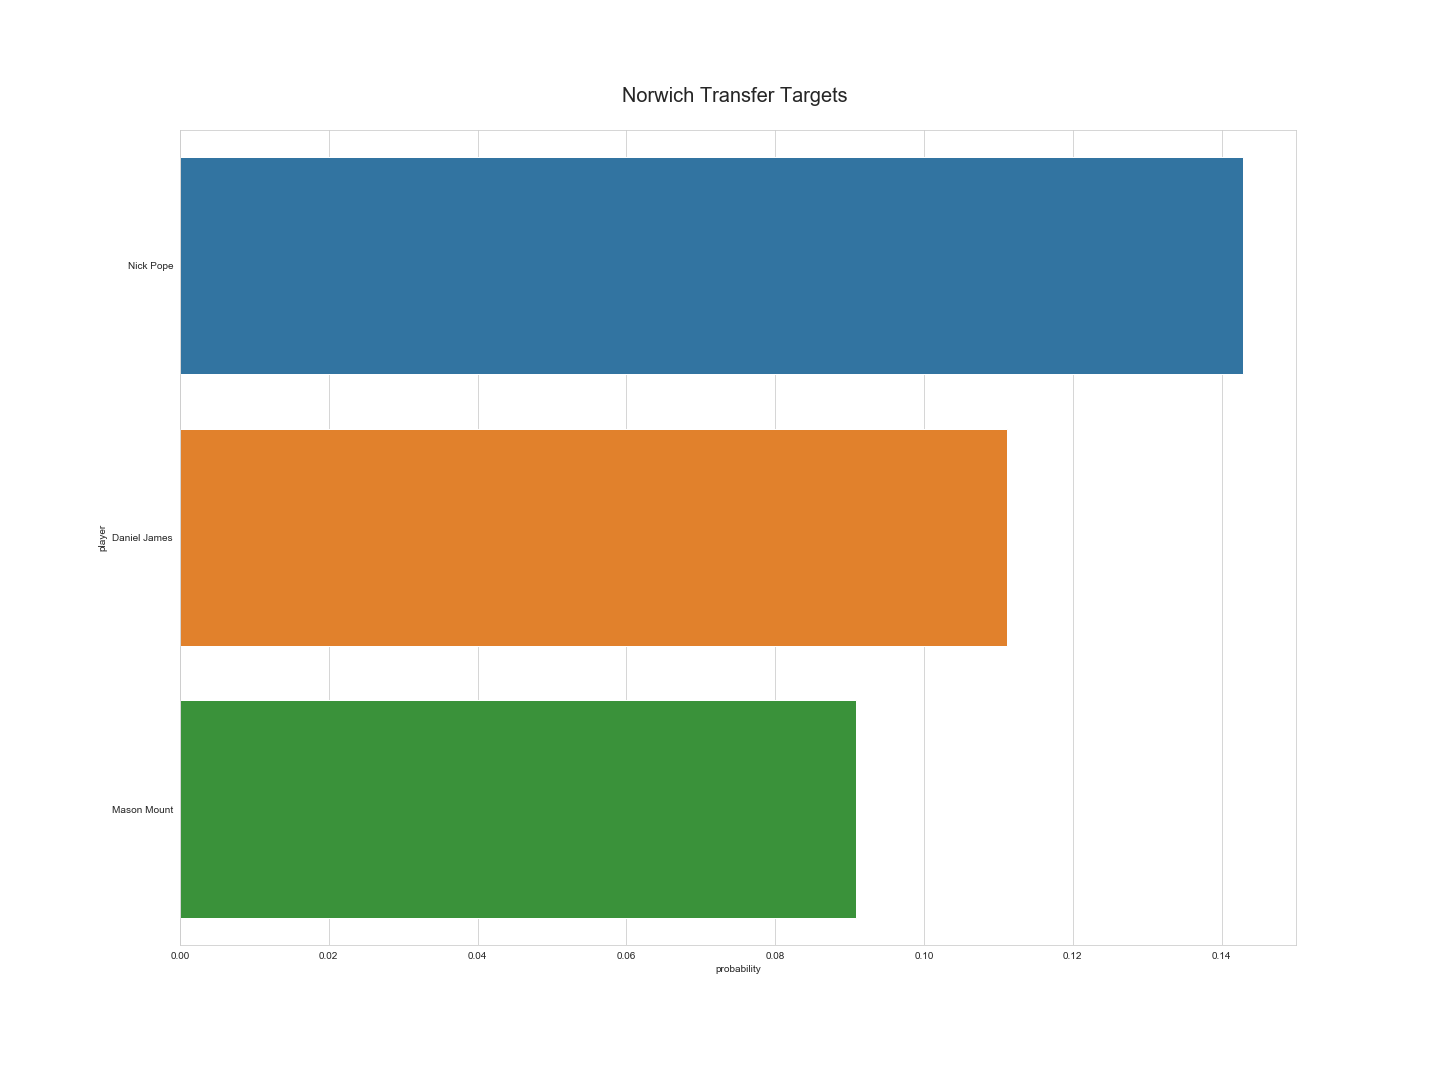 Norwich Transfer Targets
Nick Pope
Daniel James
Mason Mount
player
0.00 0.02 0.04 0.06 0.08 0.10 0.12 0.14
probability